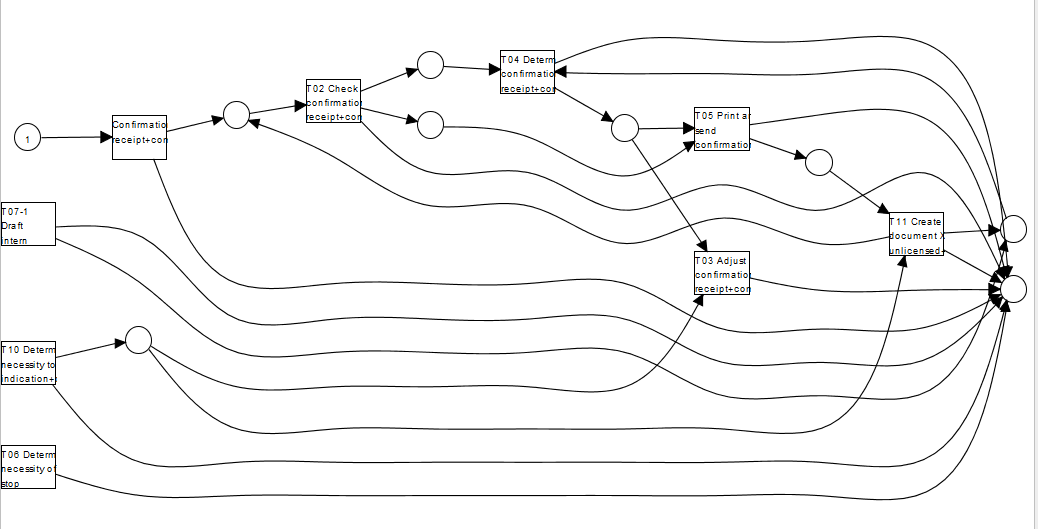 1
Confirmatio
receipt+con
T02 Check
confirmatio
receipt+con
T04 Determ
confirmatio
receipt+con
T05 Print ar
send
confirmatio
T07-1
Draft
intern
T11 Create
document X
unlicensed+
T03 Adjust
confirmatio
receipt+con
T10 Determ
necessity to
indication+
T06 Determ
necessity of
stop